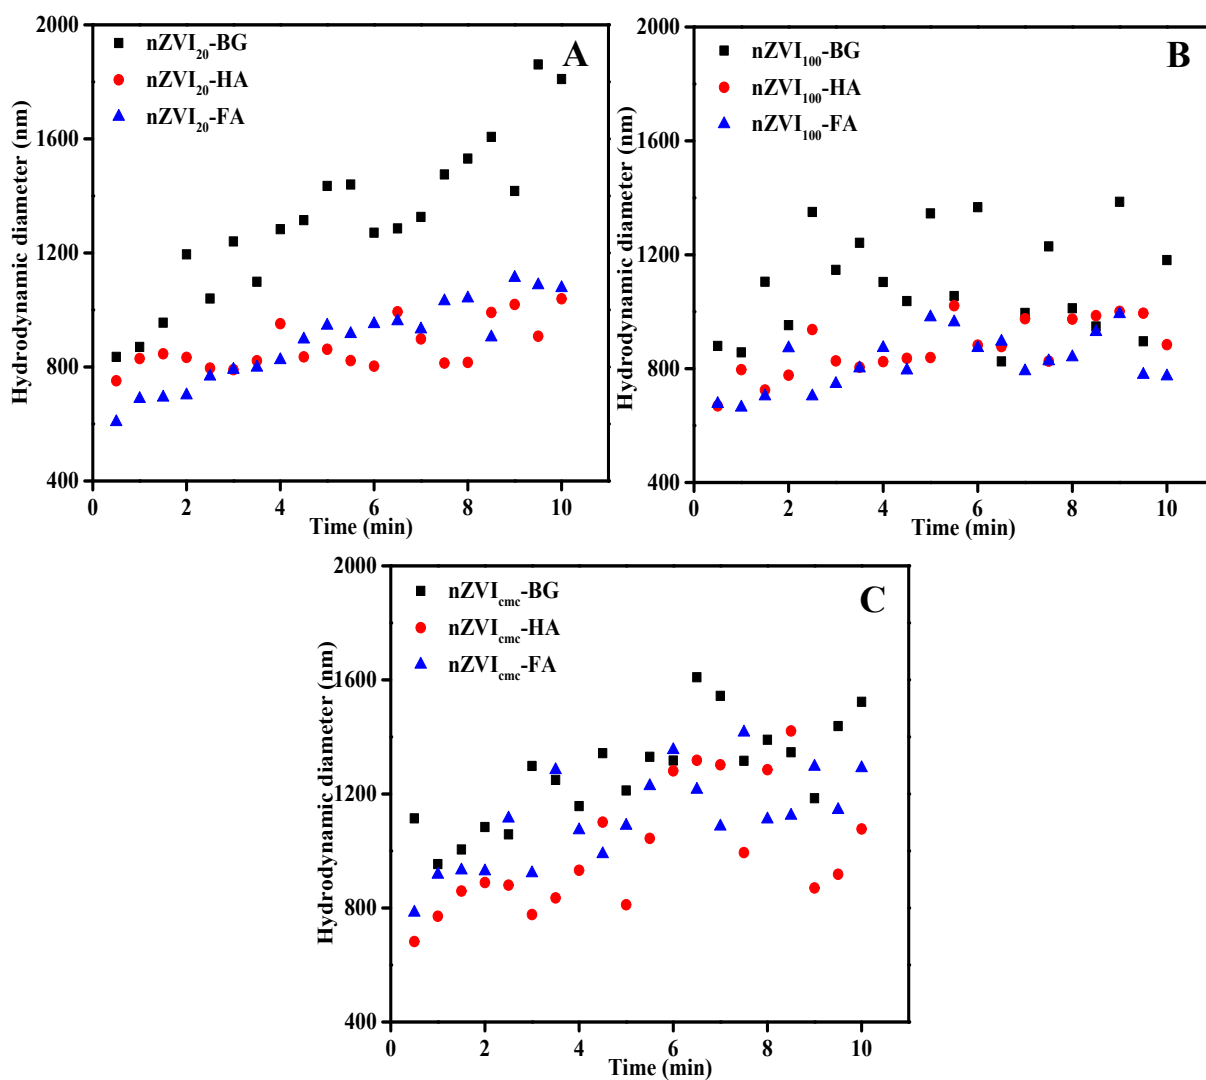 2000
1600
1200
800
400
Hydrodynamic diameter (nm)
nZVI20-BG
nZVI20-HA
nZVI20-FA
A
0 2 4 6 8 10
Time (min)
2000
1600
1200
800
400
Hydrodynamic diameter (nm)
nZVI100-BG
nZVI100-HA
nZVI100-FA
B
0 2 4 6 8 10
Time (min)
2000
1600
1200
800
400
Hydrodynamic diameter (nm)
nZVIcmc-BG
nZVIcmc-HA
nZVIcmc-FA
C
0 2 4 6 8 10
Time (min)